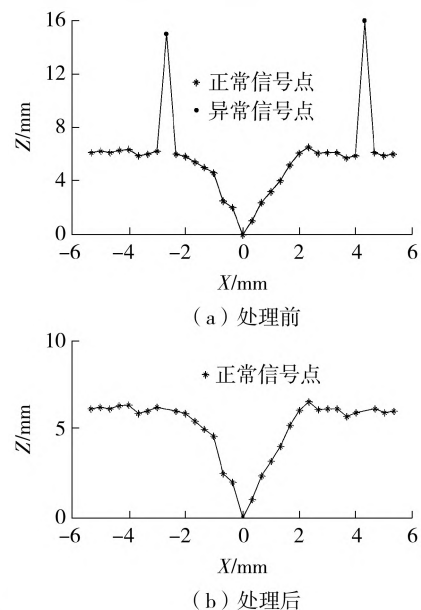 16
12
8
4
0
Z/mm
* 正常信号点
• 异常信号点
−6 −4 −2 0 2 4 6
X/mm
（a）处理前
10
5
0
Z/mm
* 正常信号点
−6 −4 −2 0 2 4 6
X/mm
（b）处理后